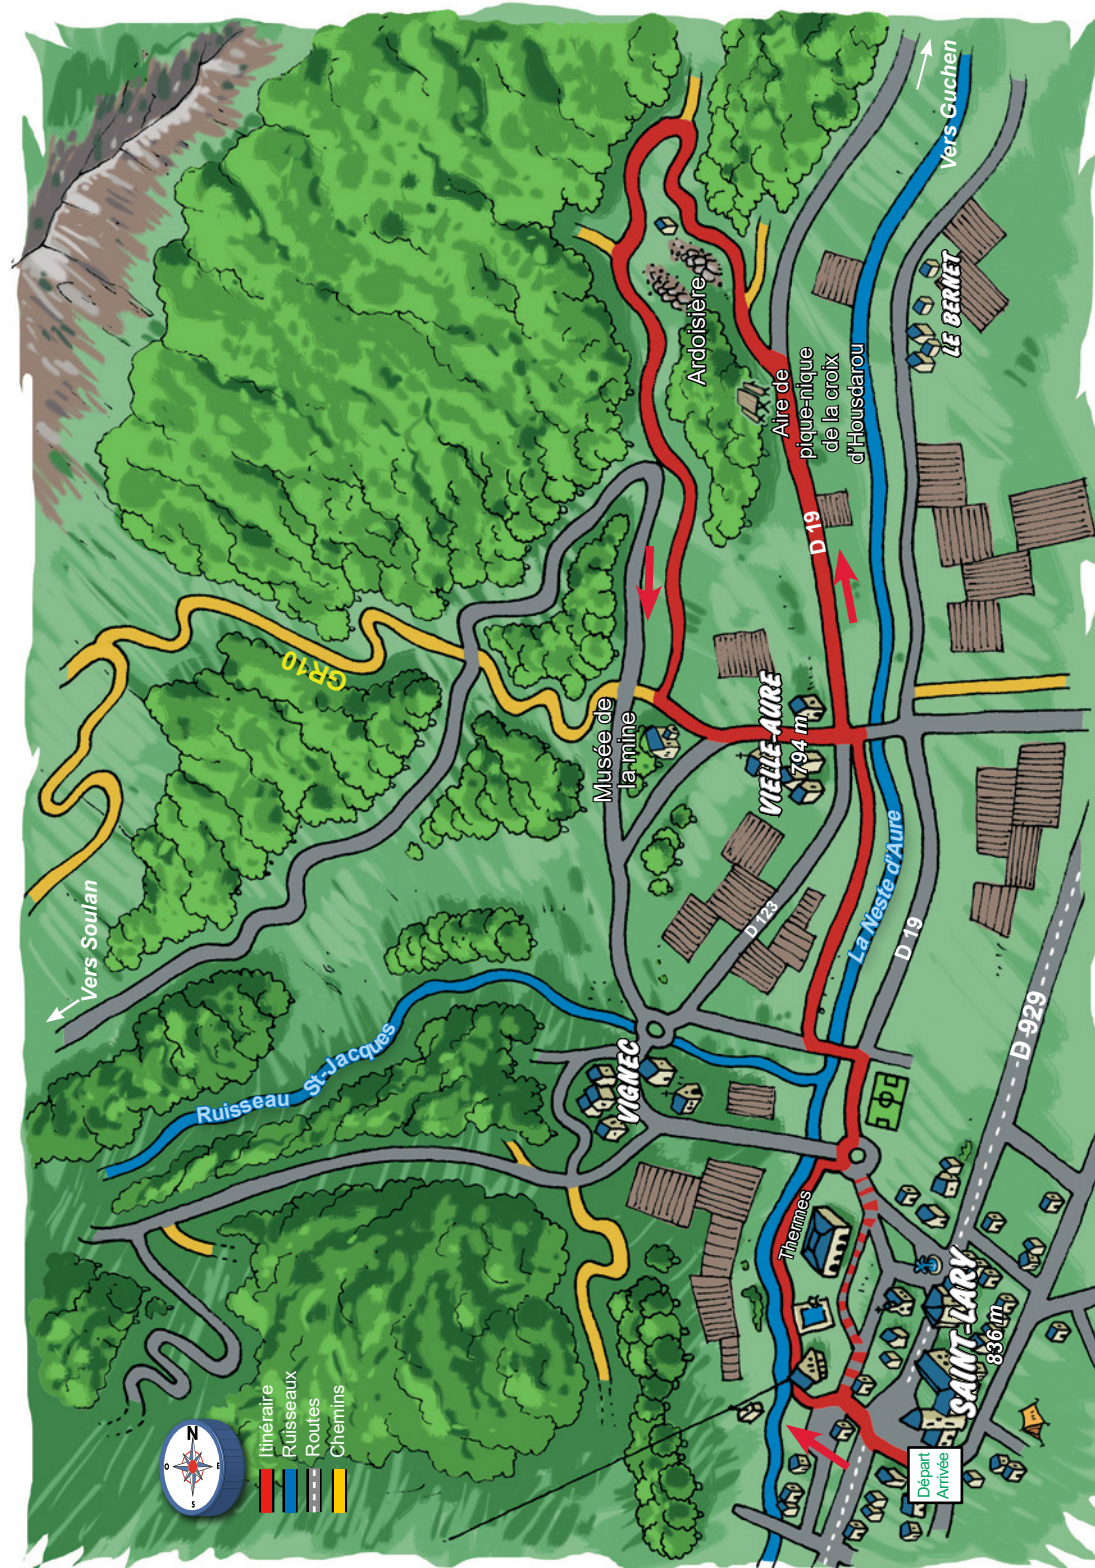 Vers Guchen
LE BERNET
Ardoisière
Aire de
pique-nique
de la croix
d'Housdarou
D 19
GR10
Musée de
la mine
VIELLE-AURE
794 m
La Neste d'Aure
D 19
D 123
D 929
Vers Soulan
Ruisseau St-Jacques
VIGNEC
Thermes
SAINT-LARY
836 m
Départ
Arrivée
N
O
E
S
Itinéraire
Ruisseaux
Routes
Chemins